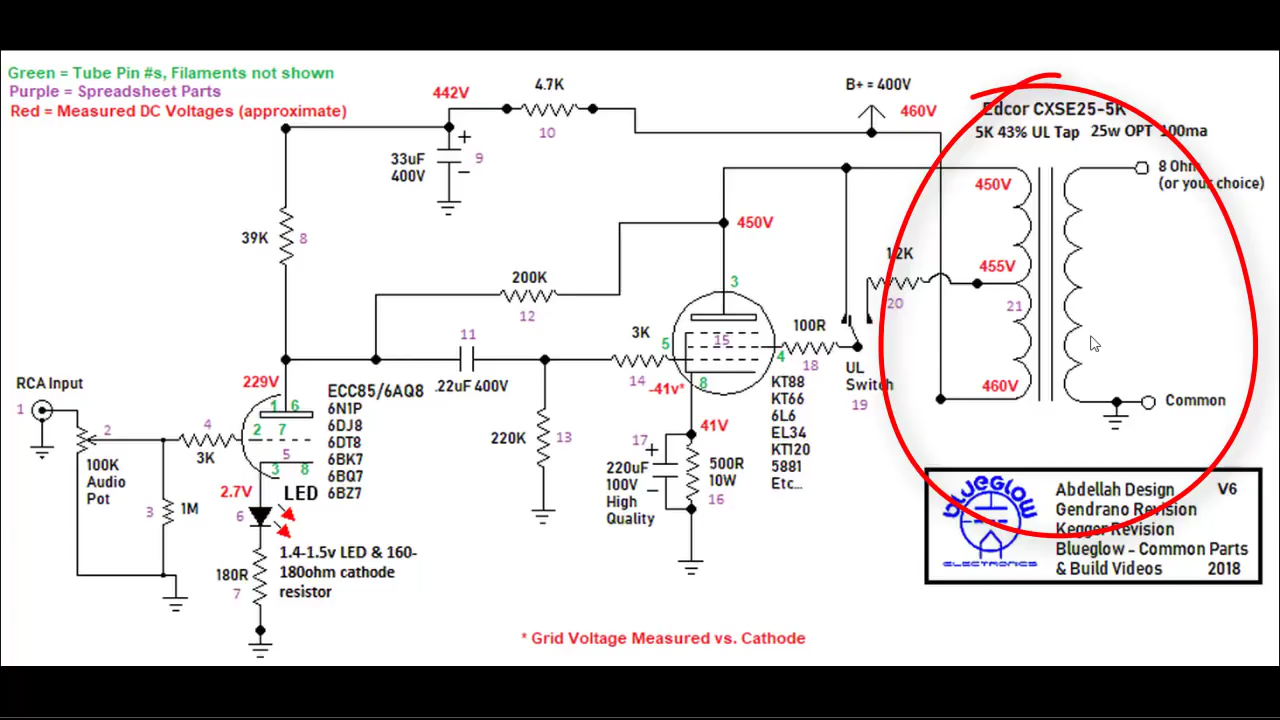 Green = Tube Pin #s, Filaments not shown
Purple = Spreadsheet Parts
Red = Measured DC Voltages (approximate)
442V
4.7K
10
33uF
400V
9
B+ = 400V
460V
Edcor CXSE25-5K
5K 43% UL Tap 25w OPT 100ma
8 Ohm
(or your choice)
450V
455V
21
460V
Common
39K
8
200K
12
450V
3
12K
20
11
.22uF 400V
3K
14
5
-41v*
15
4
8
100R
18
UL
Switch
19
KT88
KT66
6L6
EL34
KT120
5881
Etc...
229V
ECC85/6AQ8
6N1P
6DJ8
6DT8
6BK7
6BQ7
6BZ7
1 6
2 7
5
3 8
RCA Input
1
2
100K
Audio
Pot
4
3K
3
1M
2.7V
LED
6
1.4-1.5v LED & 160-
180ohm cathode
resistor
180R
7
220K
13
41V
17
220uF
100V
High
Quality
500R
10W
16
blueGLOW
ELECTRONICS
Abdellah Design V6
Gendrano Revision
Kegger Revision
Blueglow - Common Parts
& Build Videos 2018
* Grid Voltage Measured vs. Cathode